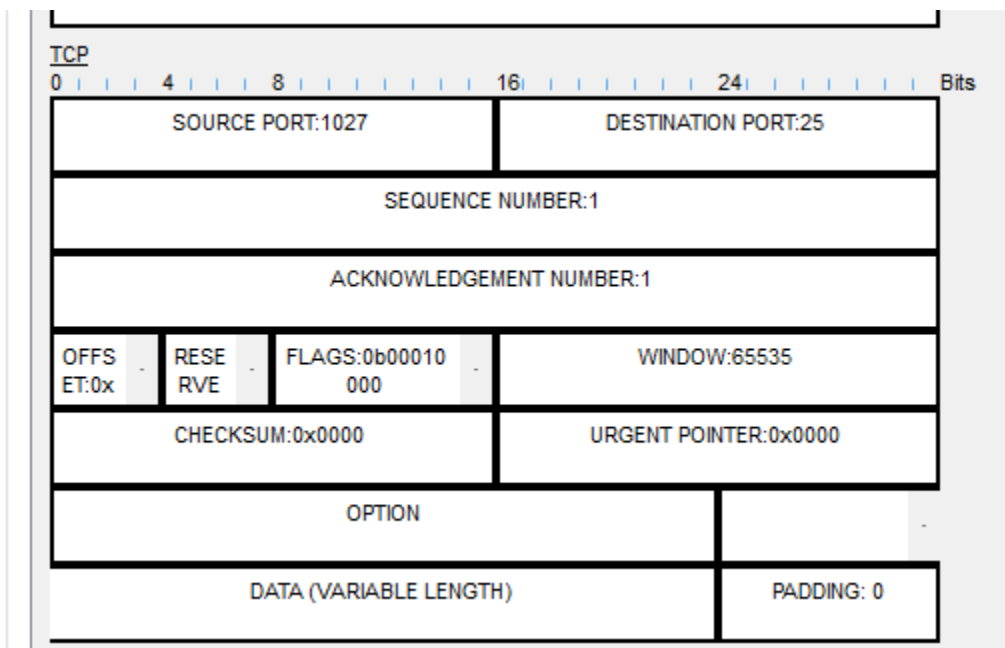 TCP
0 4 8 16 24 Bits
SOURCE PORT:1027 DESTINATION PORT:25
SEQUENCE NUMBER:1
ACKNOWLEDGEMENT NUMBER:1
OFFS RESE FLAGS:0b00010 WINDOW:65535
ET:0x RVE 000
CHECKSUM:0x0000 URGENT POINTER:0x0000
OPTION
DATA (VARIABLE LENGTH) PADDING: 0